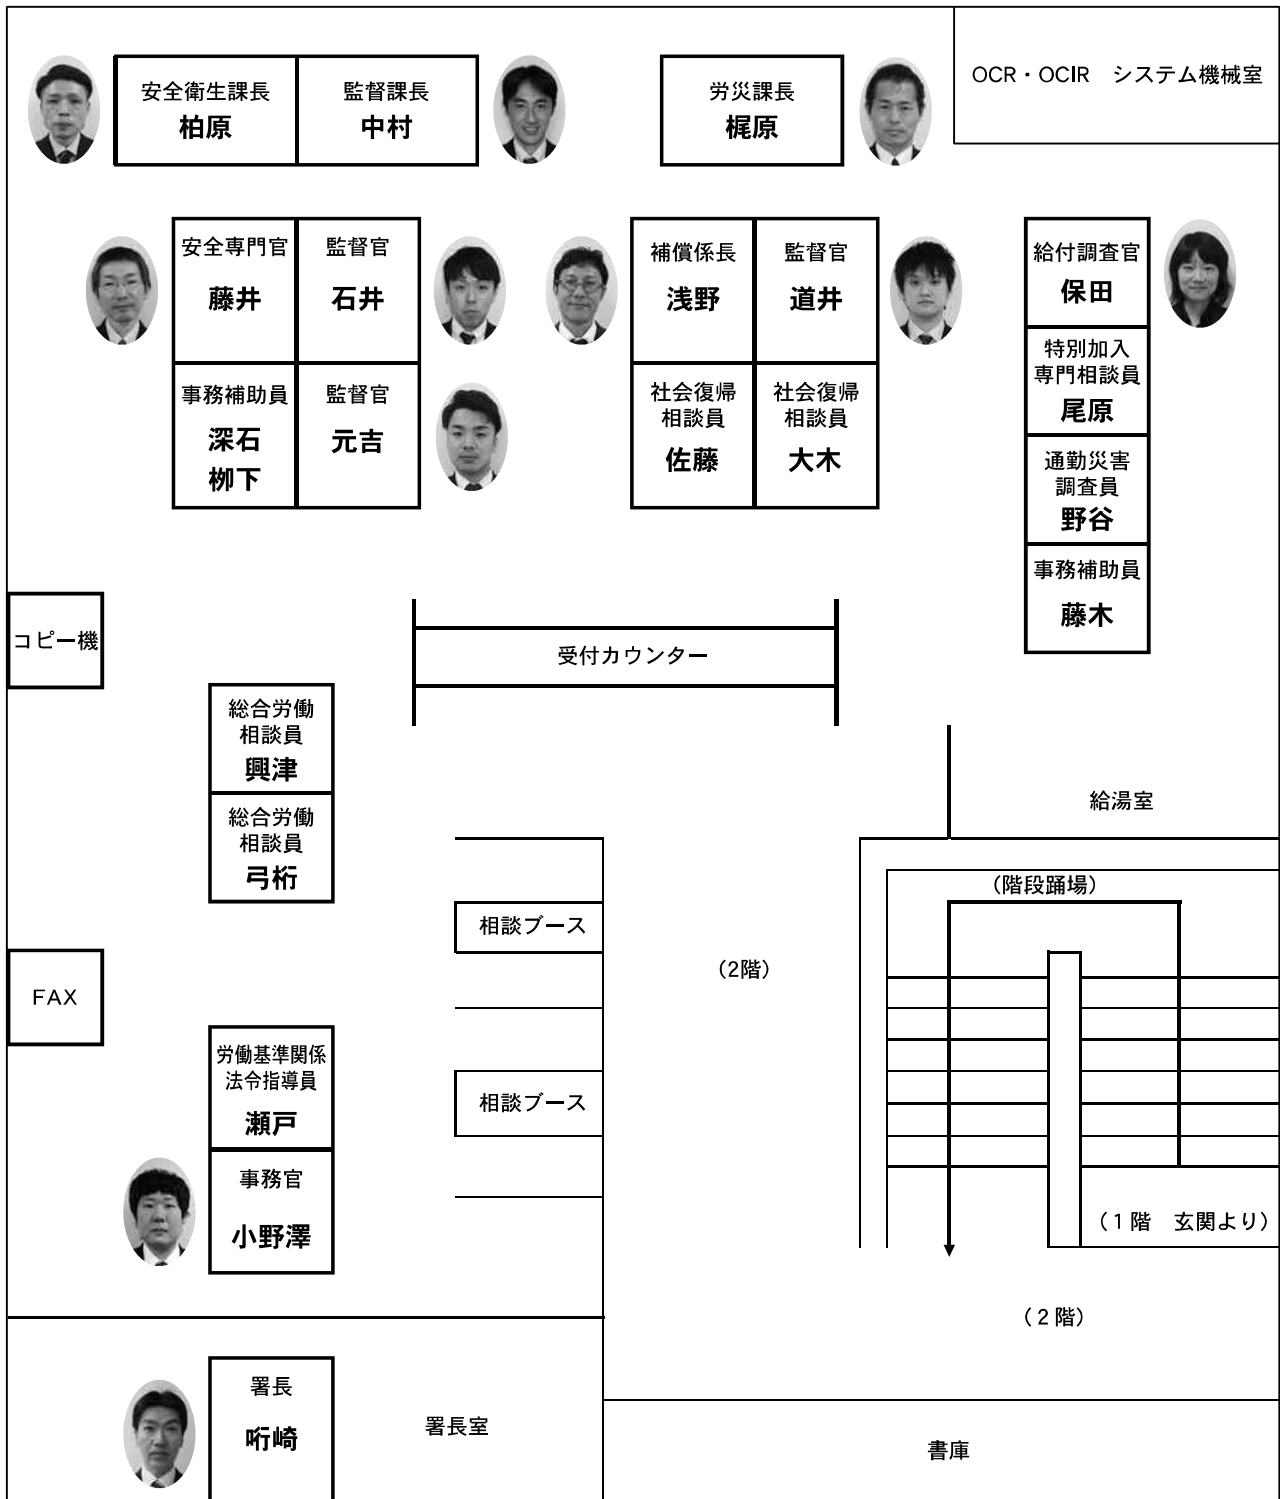 安全衛生課長
柏原
監督課長
中村
労災課長
梶原
OCR・OCIR　システム機械室
安全専門官
藤井
監督官
石井
補償係長
浅野
監督官
道井
給付調査官
保田
事務補助員
深石
栁下
監督官
元吉
社会復帰
相談員
佐藤
社会復帰
相談員
大木
特別加入
専門相談員
尾原
通勤災害
調査員
野谷
事務補助員
藤木
コピー機
受付カウンター
総合労働
相談員
興津
総合労働
相談員
弓桁
給湯室
（階段踊場）
相談ブース
（2階）
FAX
労働基準関係
法令指導員
瀬戸
相談ブース
事務官
小野澤
（１階　玄関より）
（２階）
署長
哘崎
署長室
書庫